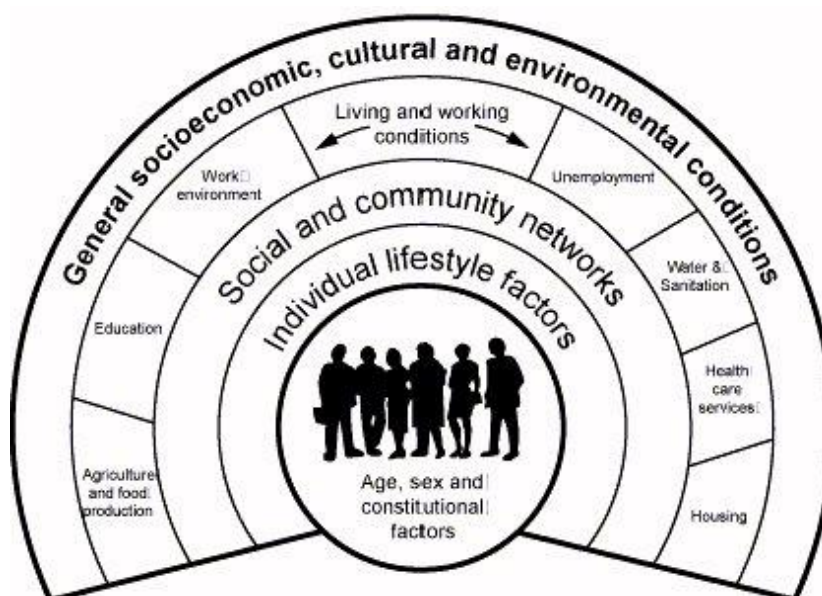 General socioeconomic, cultural and environmental conditions
Living and working
conditions
Work
environment
Unemployment
Education
Water &
Sanitation
Agriculture
and food
production
Health
care
services
Housing
Social and community networks
Individual lifestyle factors
Age, sex and
constitutional
factors